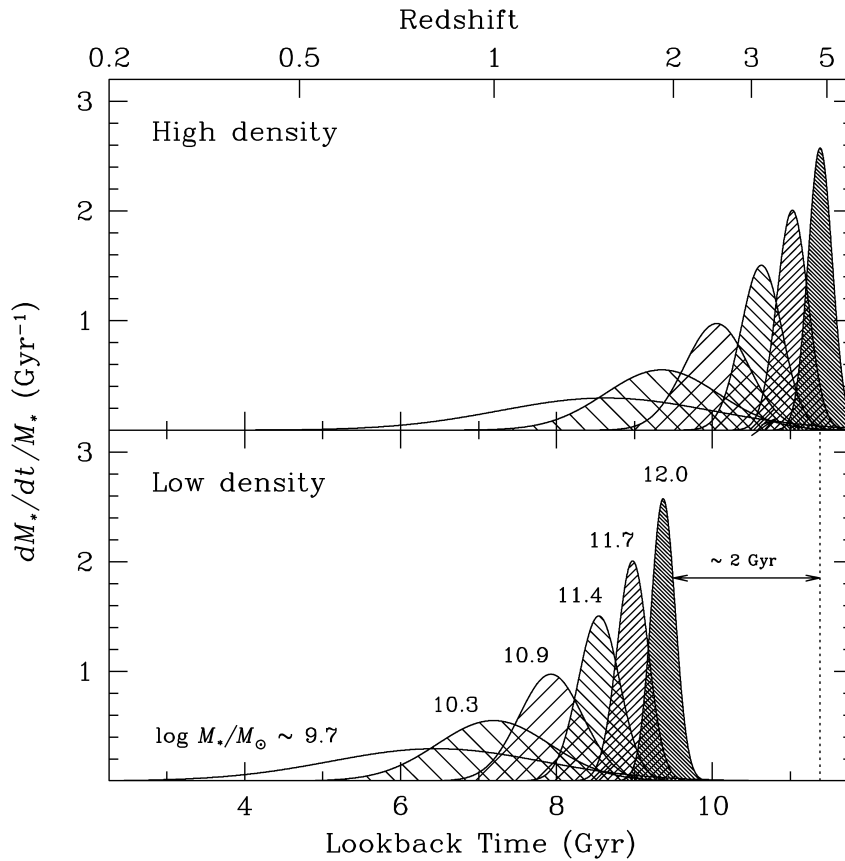 Redshift
0.2 0.5 1 2 3 5
3
High density
2
1
dM*/dt/M* (Gyr⁻¹)
3
Low density
12.0
11.7
2
~ 2 Gyr
11.4
10.9
1
10.3
log M*/M⊙ ~ 9.7
4 6 8 10
Lookback Time (Gyr)